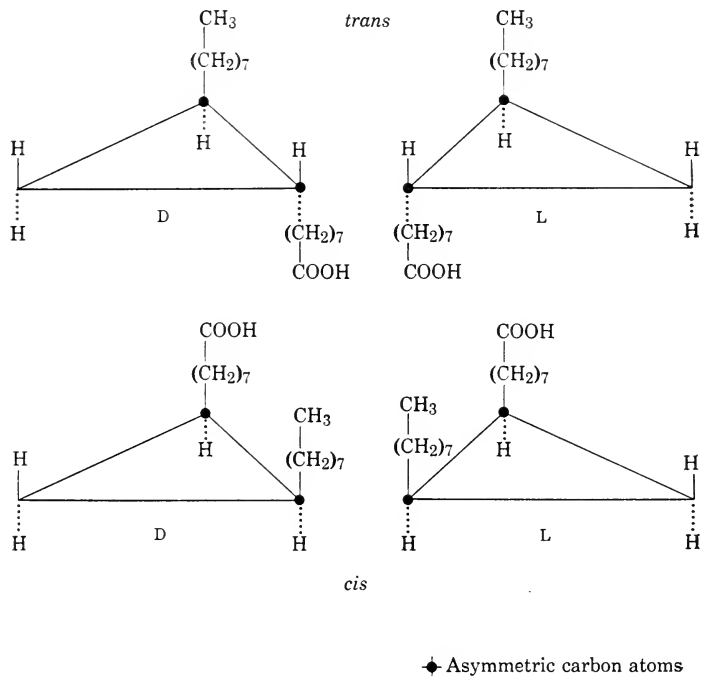 CH₃ trans CH₃
(CH₂)₇ (CH₂)₇
H H H H H H
D L
H H
(CH₂)₇ (CH₂)₇
COOH COOH
COOH COOH
(CH₂)₇ CH₃ CH₃ (CH₂)₇
H H (CH₂)₇ (CH₂)₇ H H
D L
H H H H
cis
Asymmetric carbon atoms